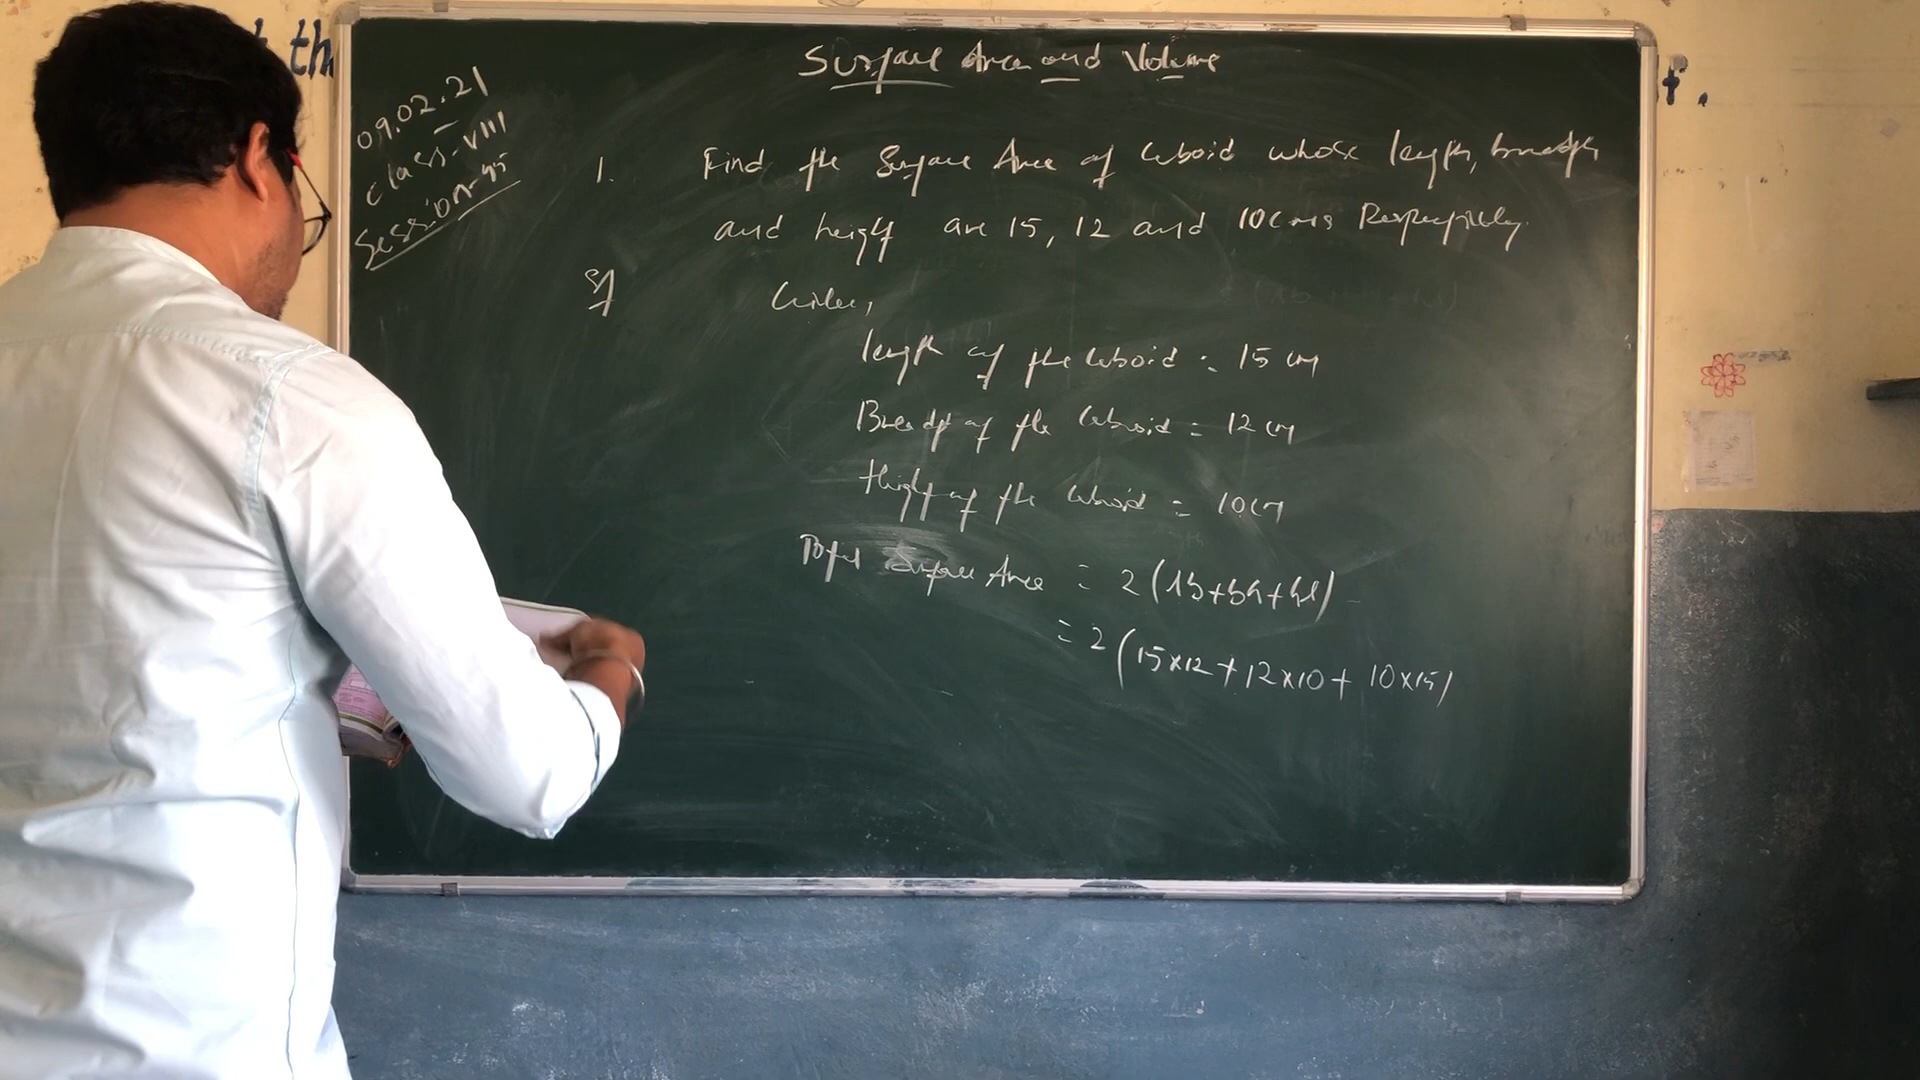 th
t.
09.02.21
Class-VIII
Session-45
Surface Area and Volume
1. Find the Surface Area of Cuboid whose length, breadth
and height are 15, 12 and 10cms Respectively.
Given,
length of the Cuboid = 15 cm
Breadth of the Cuboid = 12 cm
Height of the Cuboid = 10cm
Total Surface Area = 2(lb+bh+hl)
= 2(15×12+12×10+10×15)